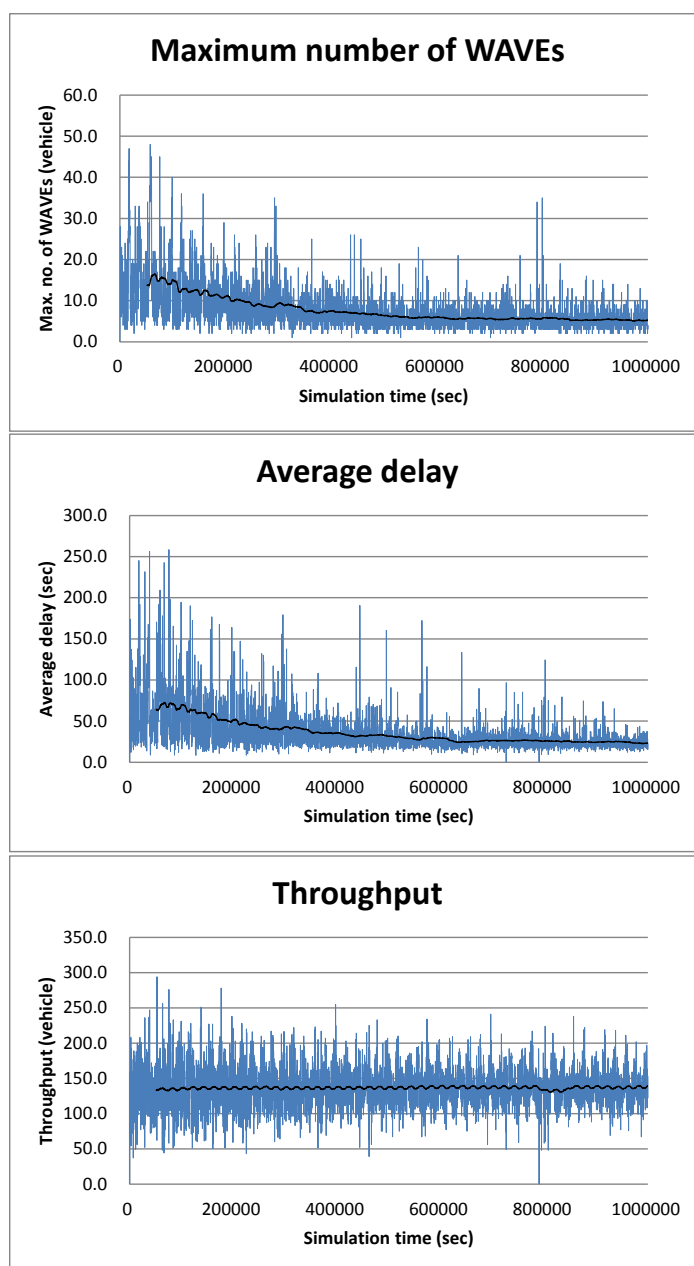 Maximum number of WAVEs
60.0
50.0
40.0
30.0
20.0
10.0
0.0
Max. no. of WAVEs (vehicle)
0 200000 400000 600000 800000 1000000
Simulation time (sec)
Average delay
300.0
250.0
200.0
150.0
100.0
50.0
0.0
Average delay (sec)
0 200000 400000 600000 800000 1000000
Simulation time (sec)
Throughput
350.0
300.0
250.0
200.0
150.0
100.0
50.0
0.0
Throughput (vehicle)
0 200000 400000 600000 800000 1000000
Simulation time (sec)